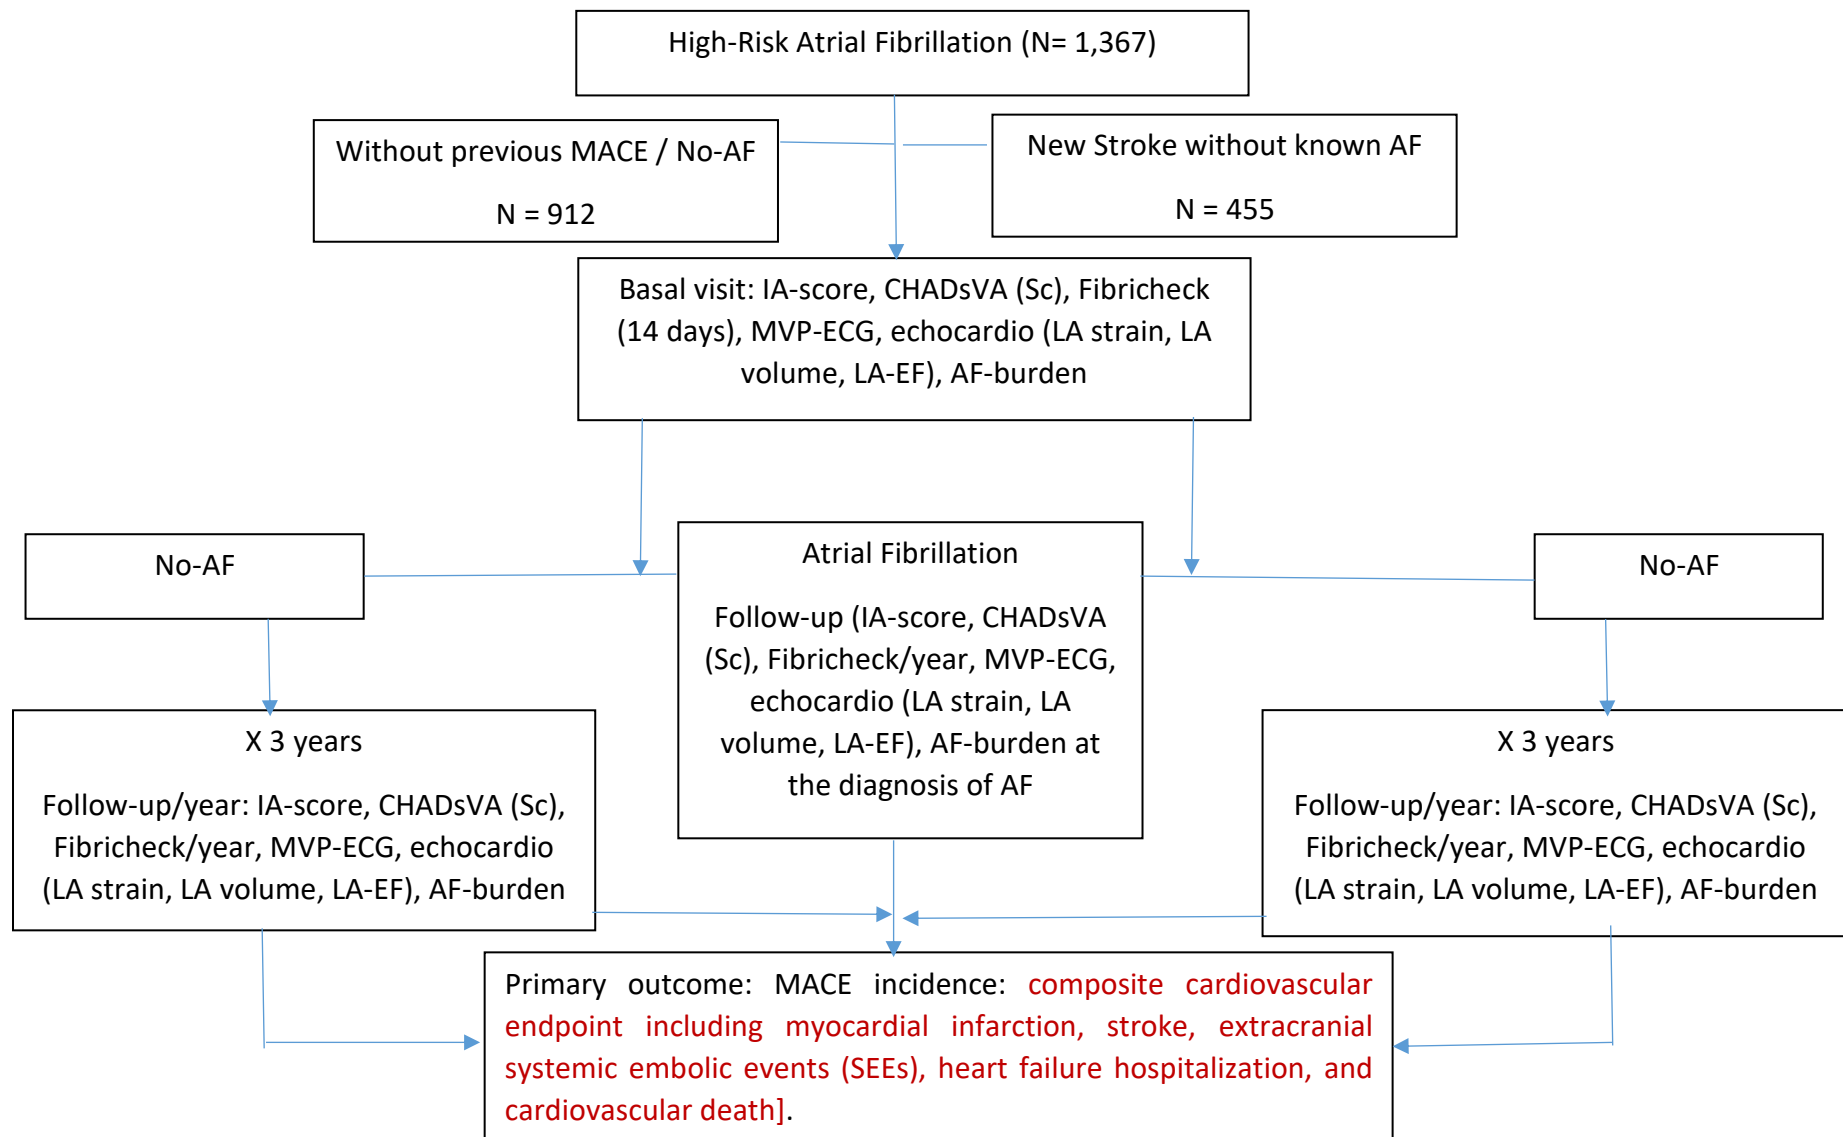 High-Risk Atrial Fibrillation (N= 1,367)
Without previous MACE / No-AF
N = 912
New Stroke without known AF
N = 455
Basal visit: IA-score, CHADsVA (Sc), Fibricheck
(14 days), MVP-ECG, echocardio (LA strain, LA
volume, LA-EF), AF-burden
No-AF
Atrial Fibrillation
Follow-up (IA-score, CHADsVA
(Sc), Fibricheck/year, MVP-ECG,
echocardio (LA strain, LA
volume, LA-EF), AF-burden at
the diagnosis of AF
No-AF
X 3 years
Follow-up/year: IA-score, CHADsVA (Sc),
Fibricheck/year, MVP-ECG, echocardio
(LA strain, LA volume, LA-EF), AF-burden
X 3 years
Follow-up/year: IA-score, CHADsVA (Sc),
Fibricheck/year, MVP-ECG, echocardio
(LA strain, LA volume, LA-EF), AF-burden
Primary outcome: MACE incidence: composite cardiovascular
endpoint including myocardial infarction, stroke, extracranial
systemic embolic events (SEEs), heart failure hospitalization, and
cardiovascular death].